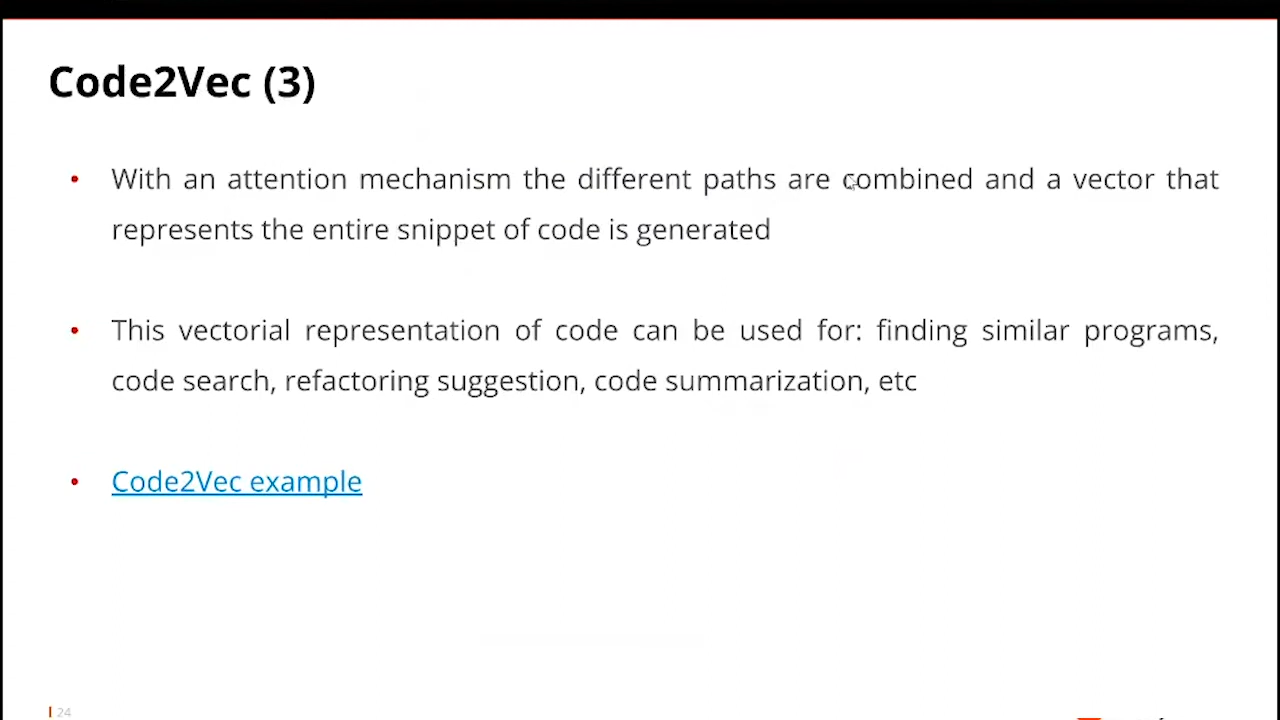 Code2Vec (3)
• With an attention mechanism the different paths are combined and a vector that
represents the entire snippet of code is generated
• This vectorial representation of code can be used for: finding similar programs,
code search, refactoring suggestion, code summarization, etc
• Code2Vec example
24